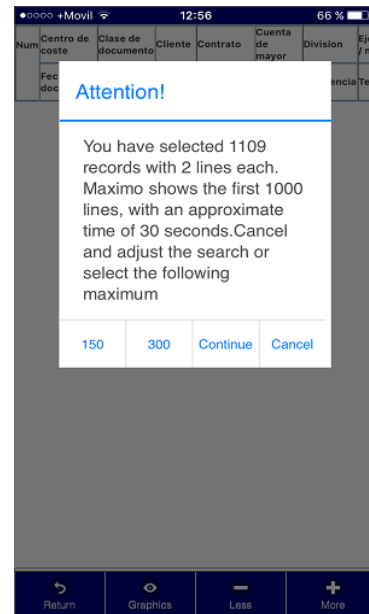 +Movil 12:56 66 %
Num Centro de coste Clase de documento Cliente Contrato Cuenta de mayor Division Eje / m
Fec doc encia Te
Attention!
You have selected 1109
records with 2 lines each.
Maximo shows the first 1000
lines, with an approximate
time of 30 seconds.Cancel
and adjust the search or
select the following
maximum
150 300 Continue Cancel
Return Graphics Less More